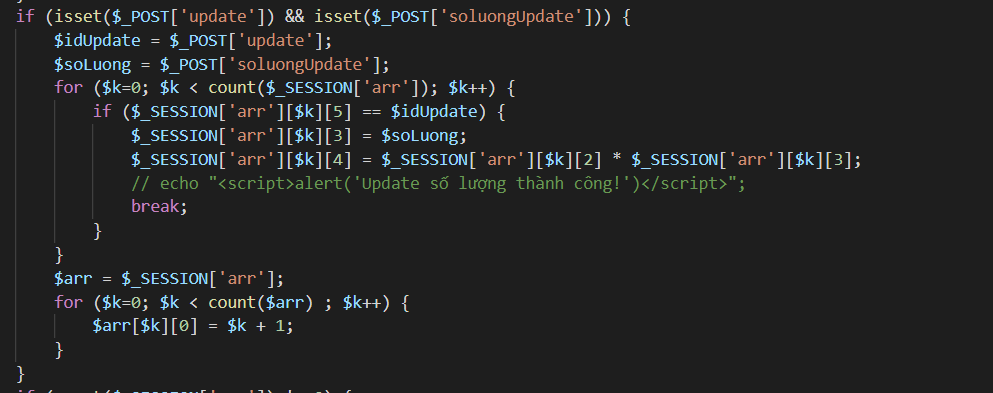 }
if (isset($_POST['update']) && isset($_POST['soluongUpdate'])) {
$idUpdate = $_POST['update'];
$soLuong = $_POST['soluongUpdate'];
for ($k=0; $k < count($_SESSION['arr']); $k++) {
if ($_SESSION['arr'][$k][5] == $idUpdate) {
$_SESSION['arr'][$k][3] = $soLuong;
$_SESSION['arr'][$k][4] = $_SESSION['arr'][$k][2] * $_SESSION['arr'][$k][3];
// echo "<script>alert('Update số lượng thành công!')</script>";
break;
}
}
$arr = $_SESSION['arr'];
for ($k=0; $k < count($arr) ; $k++) {
$arr[$k][0] = $k + 1;
}
}